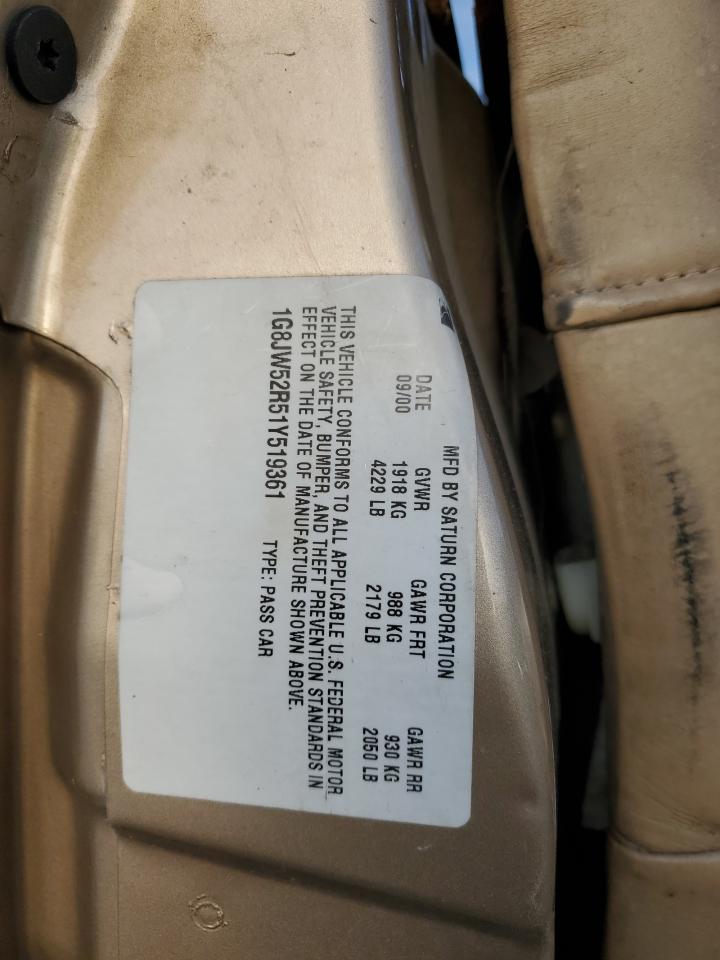 MFD BY SATURN CORPORATION
DATE GVWR GAWR FRT GAWR RR
09/00 1918 KG 988 KG 930 KG
4229 LB 2179 LB 2050 LB
THIS VEHICLE CONFORMS TO ALL APPLICABLE U.S. FEDERAL MOTOR
VEHICLE SAFETY, BUMPER, AND THEFT PREVENTION STANDARDS IN
EFFECT ON THE DATE OF MANUFACTURE SHOWN ABOVE.
1G8JW52R51Y519361 TYPE: PASS CAR